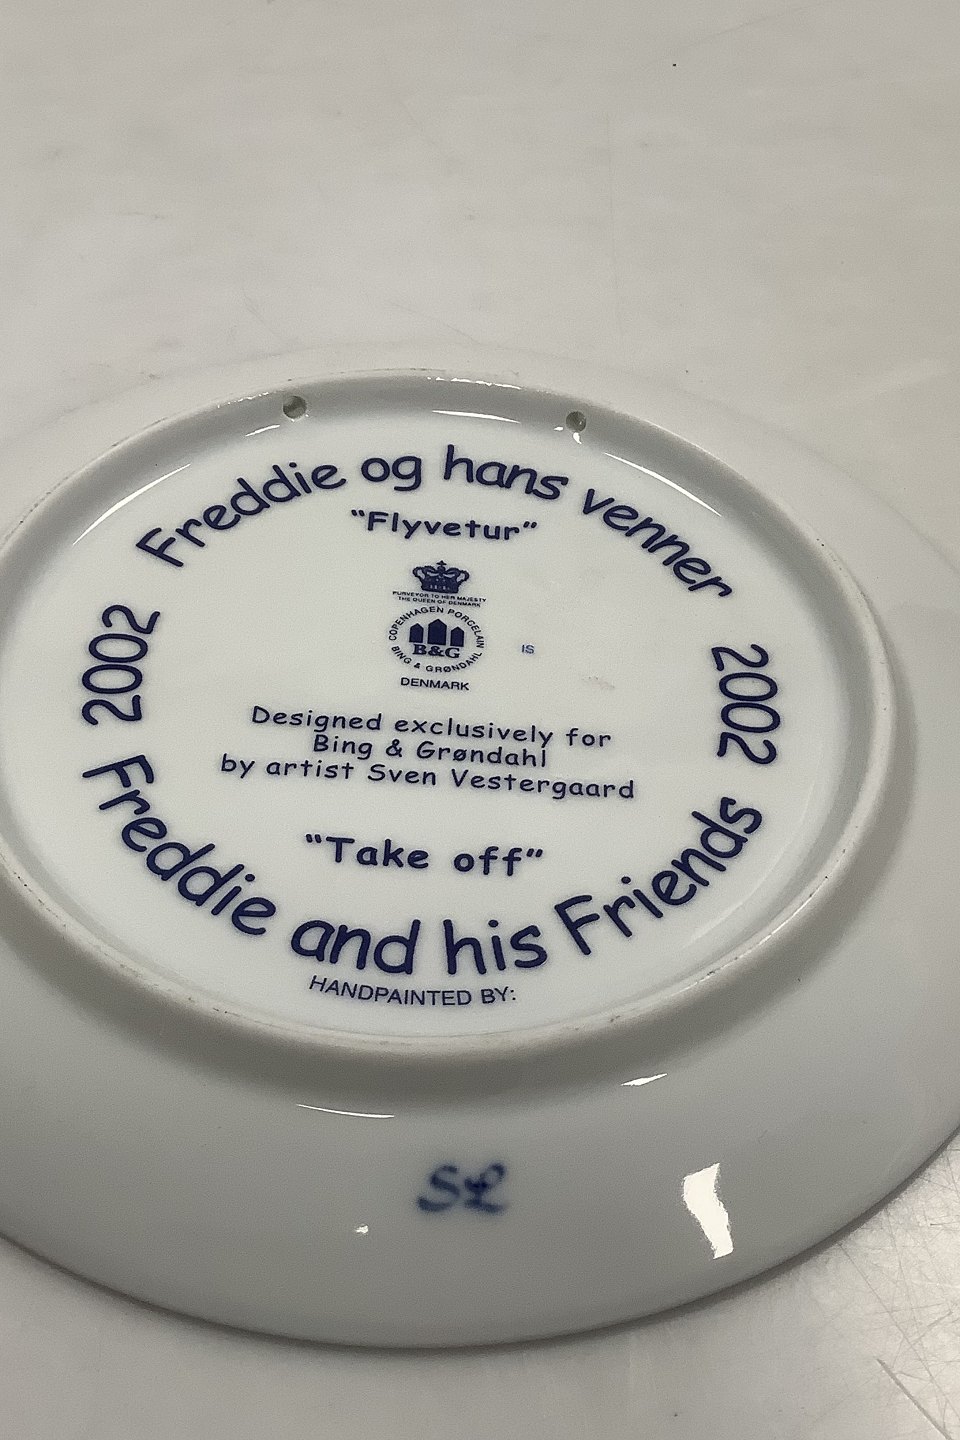 Freddie og hans venner
"Flyvetur"
PURVEYOR TO HER MAJESTY
THE QUEEN OF DENMARK
COPENHAGEN PORCELAIN
B&G
BING & GRØNDAHL
DENMARK
IS
2002
2002
Designed exclusively for
Bing & Grøndahl
by artist Sven Vestergaard
"Take off"
Freddie and his Friends
HANDPAINTED BY:
SL